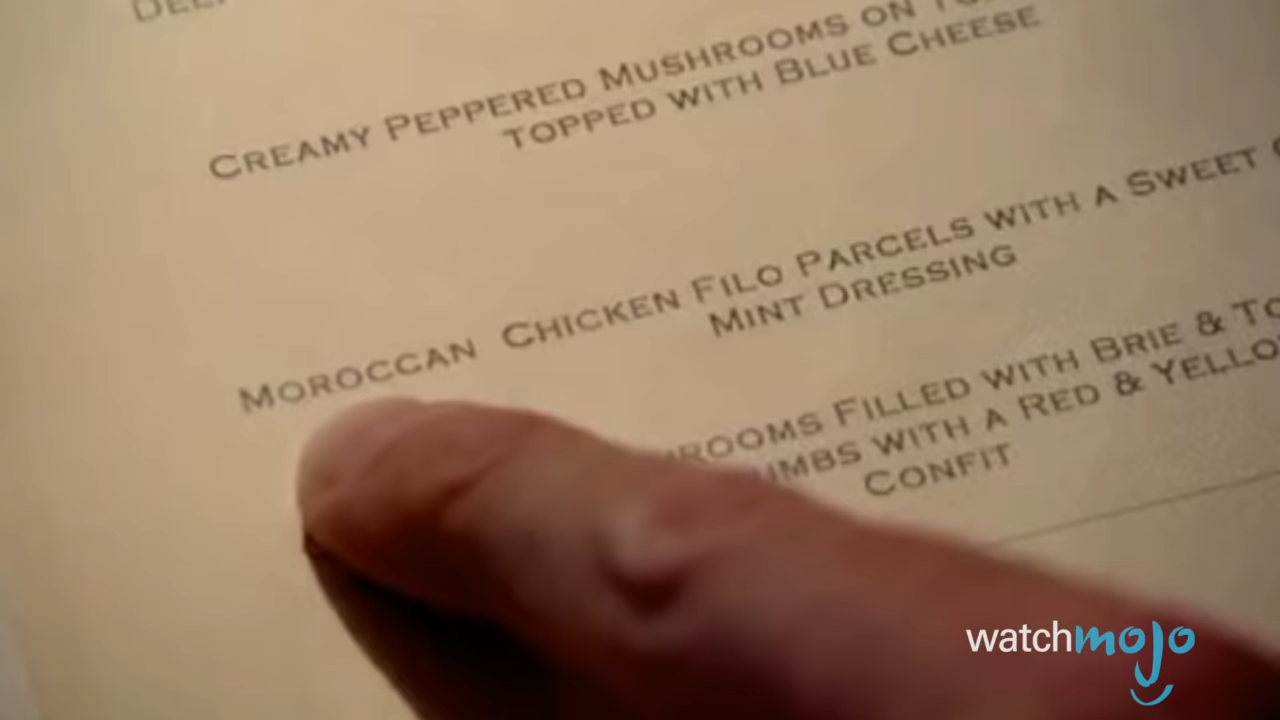 CREAMY PEPPERED MUSHROOMS ON
TOPPED WITH BLUE CHEESE
MOROCCAN CHICKEN FILO PARCELS WITH A SWEET
MINT DRESSING
FILLED WITH BRIE &
WITH A RED &
CONFIT
watchmojo